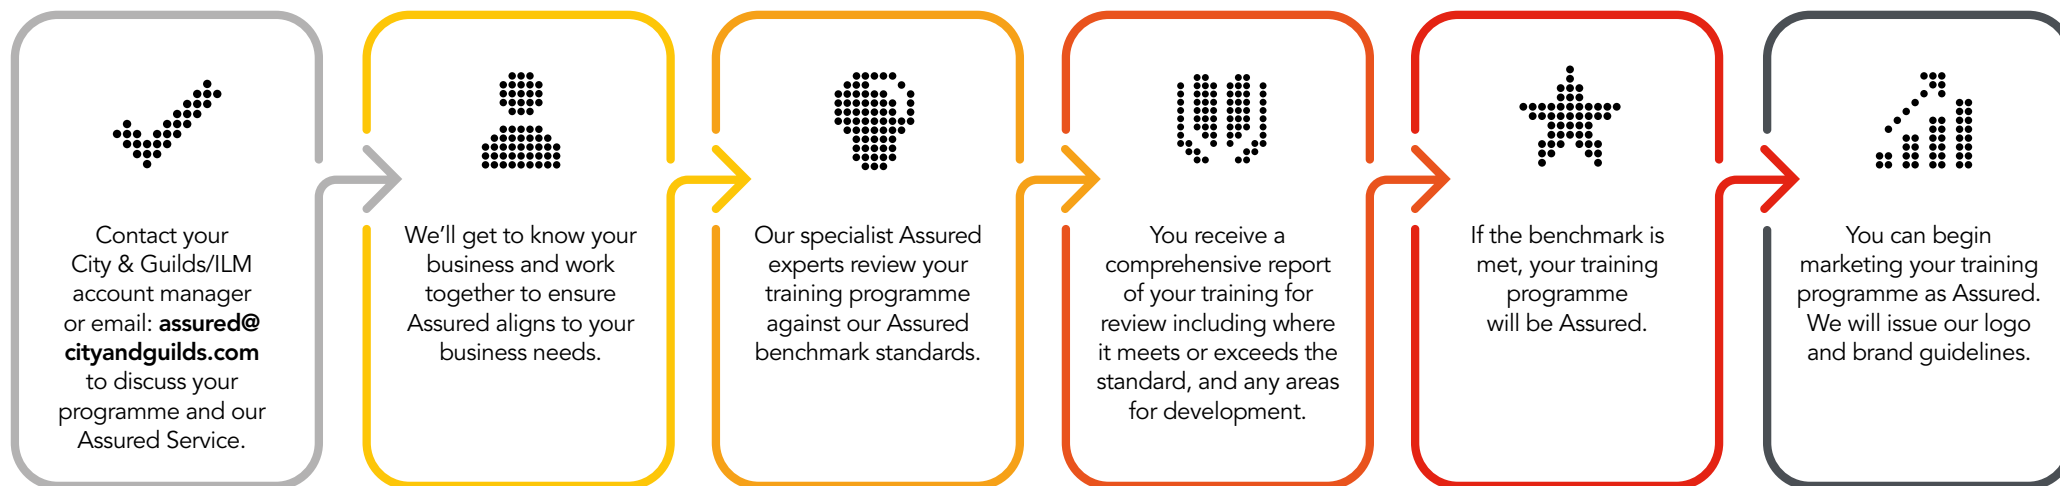 Contact your
City & Guilds/ILM
account manager
or email: assured@
cityandguilds.com
to discuss your
programme and our
Assured Service.
We’ll get to know your
business and work
together to ensure
Assured aligns to your
business needs.
Our specialist Assured
experts review your
training programme
against our Assured
benchmark standards.
You receive a
comprehensive report
of your training for
review including where
it meets or exceeds the
standard, and any areas
for development.
If the benchmark is
met, your training
programme
will be Assured.
You can begin
marketing your training
programme as Assured.
We will issue our logo
and brand guidelines.